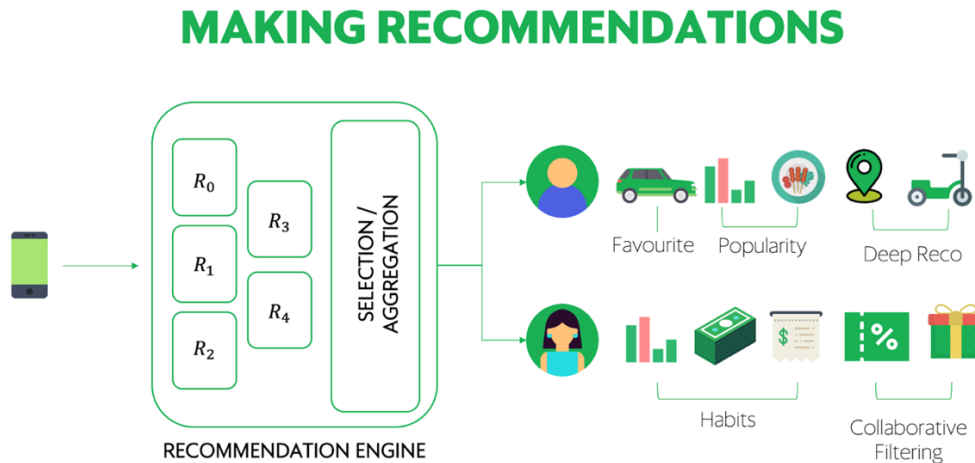 MAKING RECOMMENDATIONS
R0
R1
R2
R3
R4
SELECTION /
AGGREGATION
RECOMMENDATION ENGINE
Favourite
Popularity
Deep Reco
$
%
Habits
Collaborative
Filtering